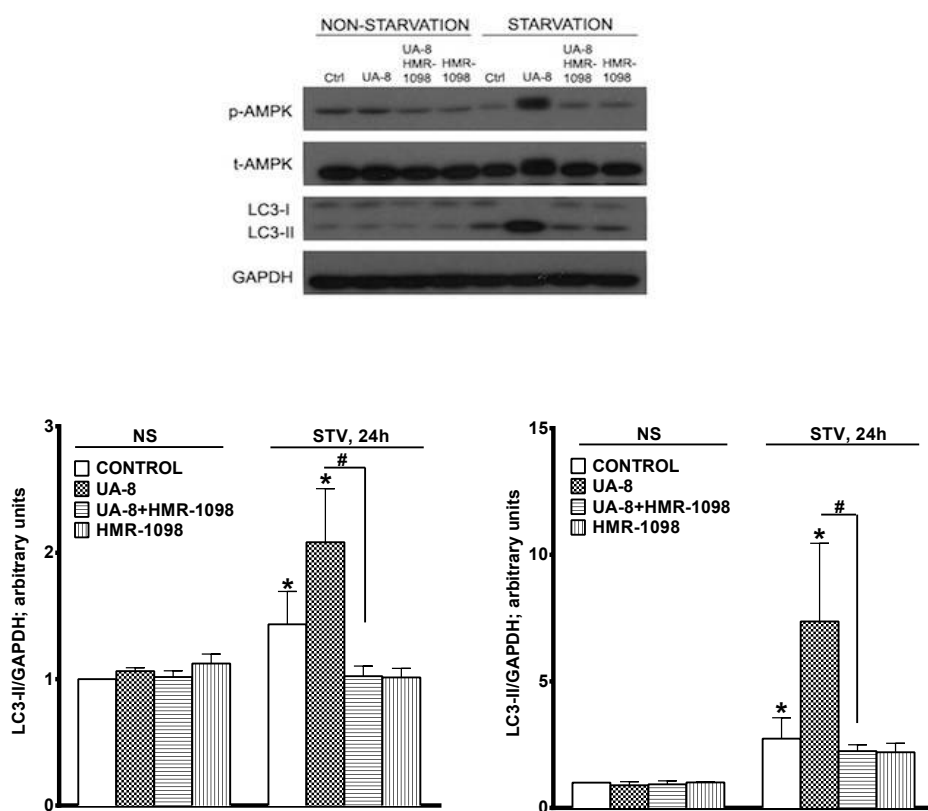 NON-STARVATION STARVATION
Ctrl UA-8 UA-8 HMR-1098 HMR-1098 Ctrl UA-8 UA-8 HMR-1098 HMR-1098
p-AMPK
t-AMPK
LC3-I
LC3-II
GAPDH
3
2
1
0
LC3-II/GAPDH; arbitrary units
NS STV, 24h
CONTROL
UA-8
UA-8+HMR-1098
HMR-1098
* * #
15
10
5
0
LC3-II/GAPDH; arbitrary units
NS STV, 24h
CONTROL
UA-8
UA-8+HMR-1098
HMR-1098
* * #